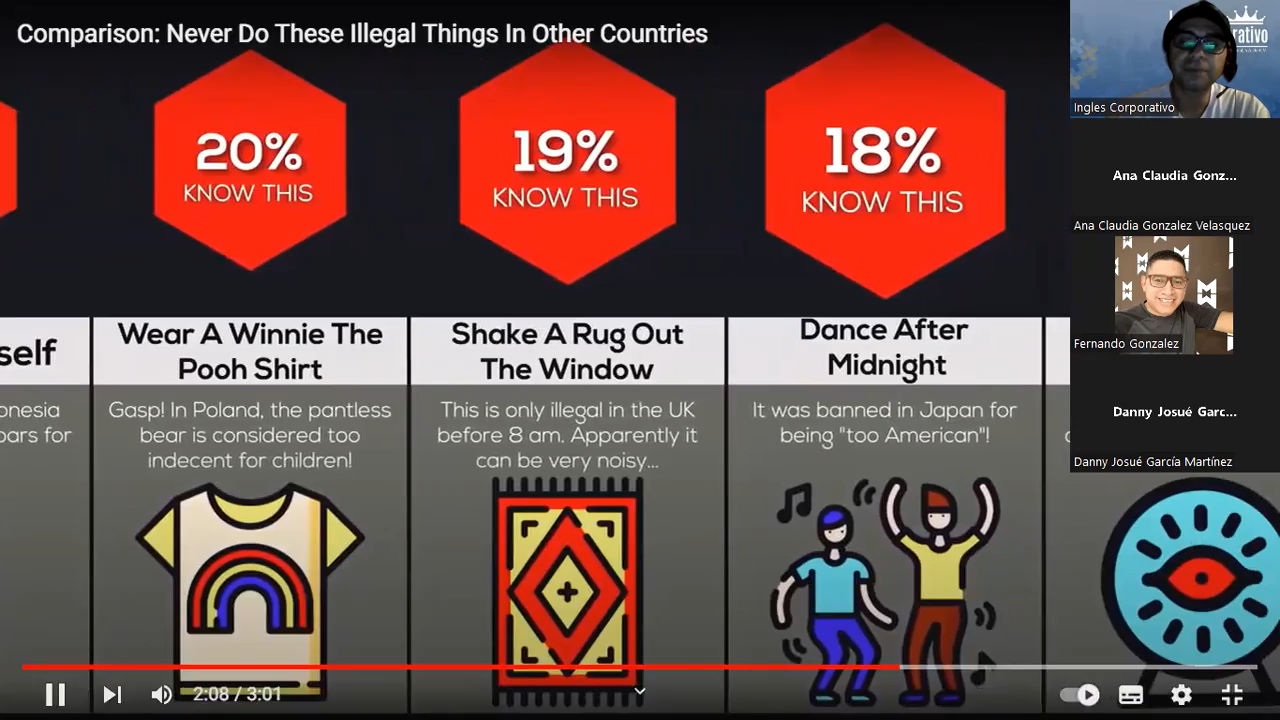 Comparison: Never Do These Illegal Things In Other Countries
20%
KNOW THIS
19%
KNOW THIS
18%
KNOW THIS
self
onesia
bars for
Wear A Winnie The
Pooh Shirt
Gasp! In Poland, the pantless
bear is considered too
indecent for children!
Shake A Rug Out
The Window
This is only illegal in the UK
before 8 am. Apparently it
can be very noisy...
Dance After
Midnight
It was banned in Japan for
being "too American"!
2:08 / 3:01
rativo
Ingles Corporativo
Ana Claudia Gonz...
Ana Claudia Gonzalez Velasquez
Fernando Gonzalez
Danny Josué Garc...
Danny Josué García Martínez